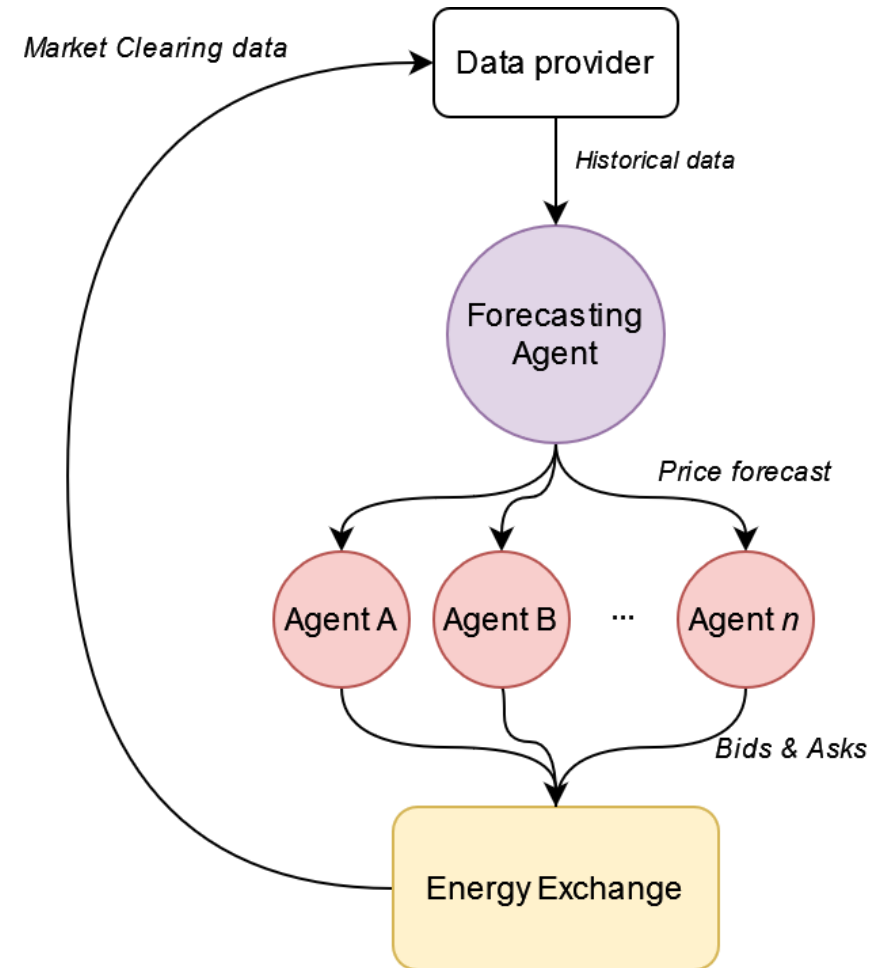 Market Clearing data
Data provider
Historical data
Forecasting
Agent
Price forecast
Agent A
Agent B
...
Agent n
Bids & Asks
Energy Exchange